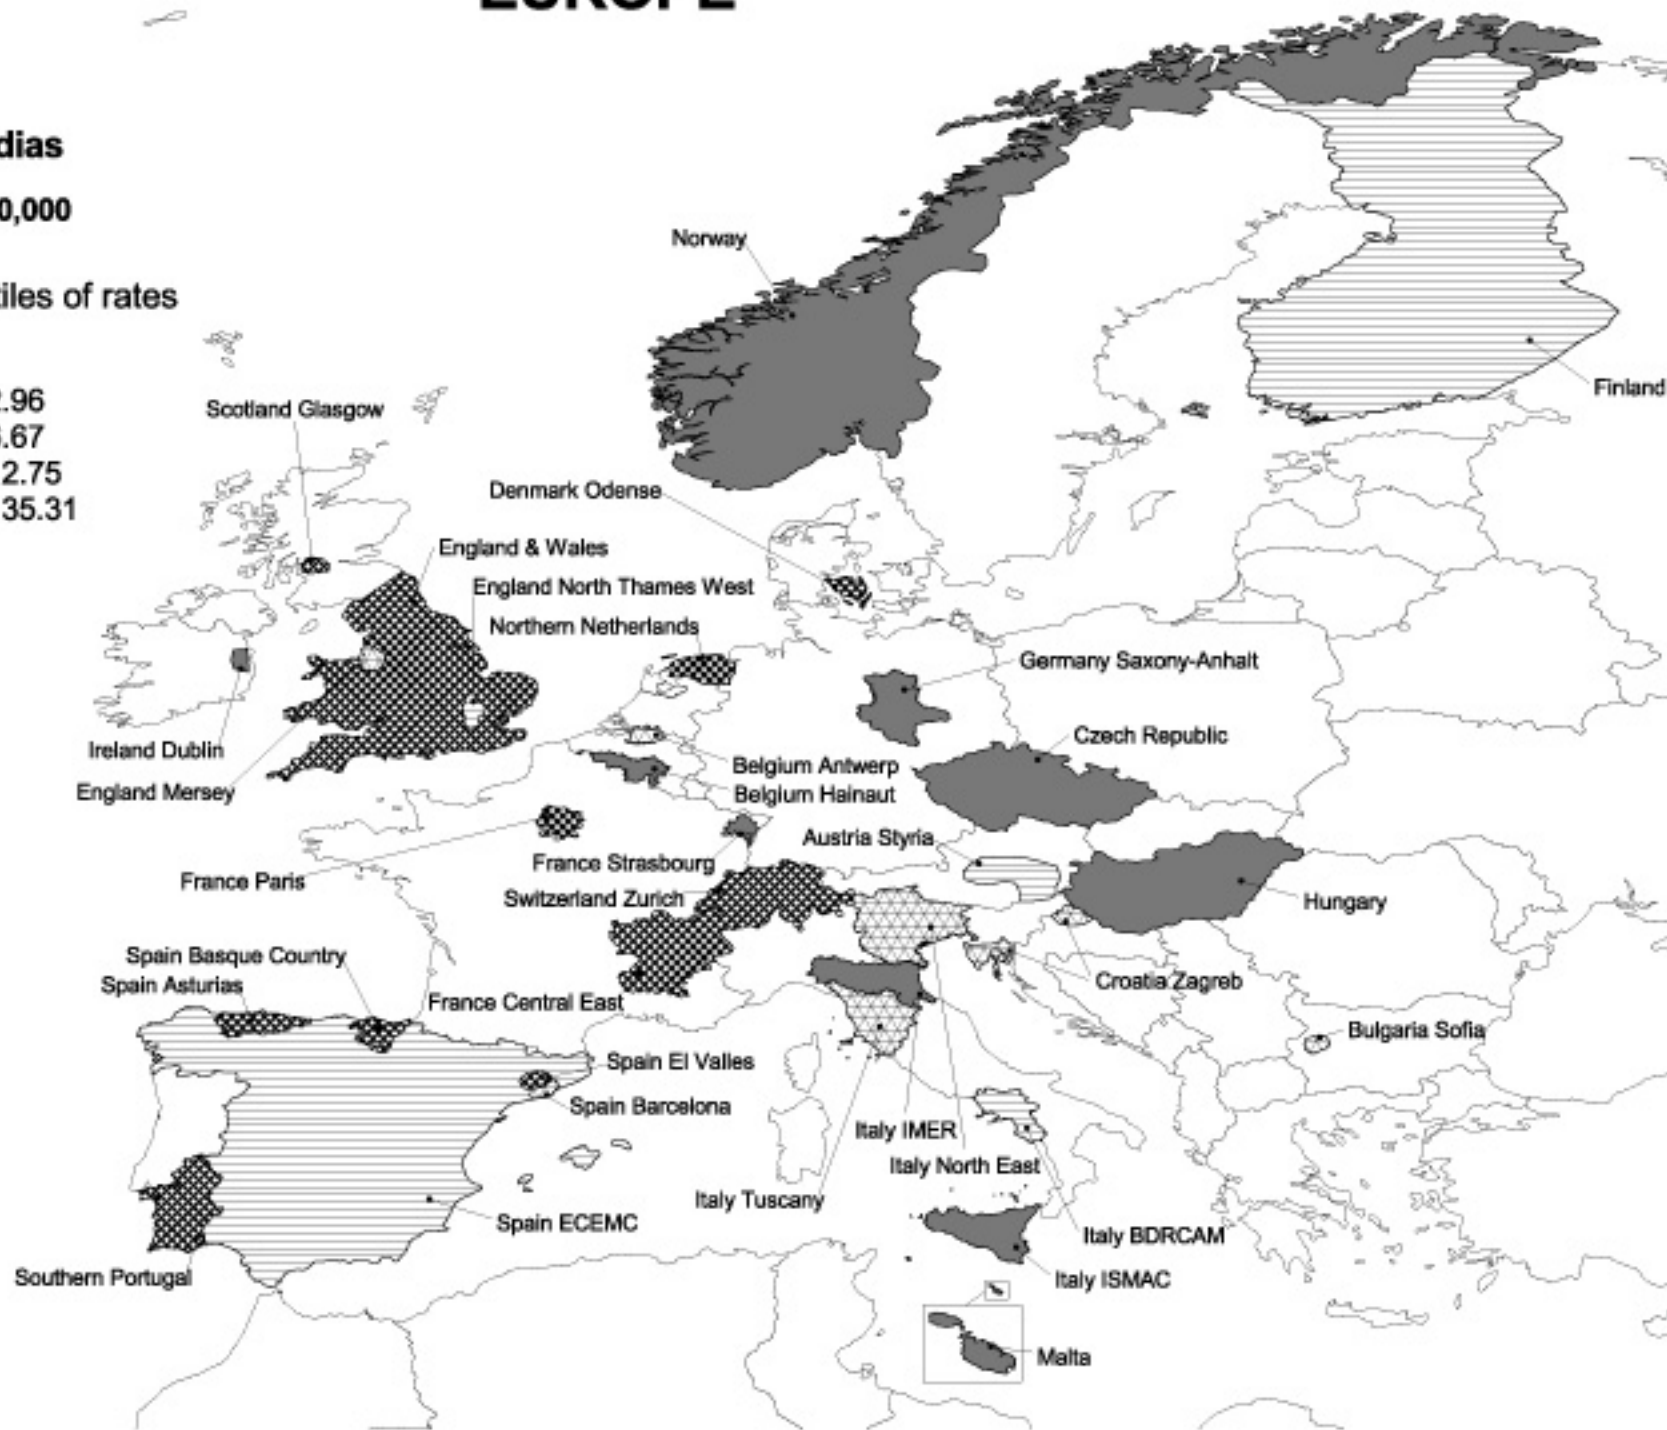 EUROPE
dias
0,000
tiles of rates
2.96
.67
2.75
35.31
Norway
Finland
Scotland Glasgow
Denmark Odense
England & Wales
England North Thames West
Northern Netherlands
Germany Saxony-Anhalt
Ireland Dublin
Czech Republic
England Mersey
Belgium Antwerp
Belgium Hainaut
Austria Styria
France Strasbourg
France Paris
Switzerland Zurich
Hungary
Spain Basque Country
Spain Asturias
Croatia Zagreb
France Central East
Bulgaria Sofia
Spain El Valles
Spain Barcelona
Italy IMER
Italy North East
Italy Tuscany
Spain ECEMC
Italy BDRCAM
Southern Portugal
Italy ISMAC
Malta